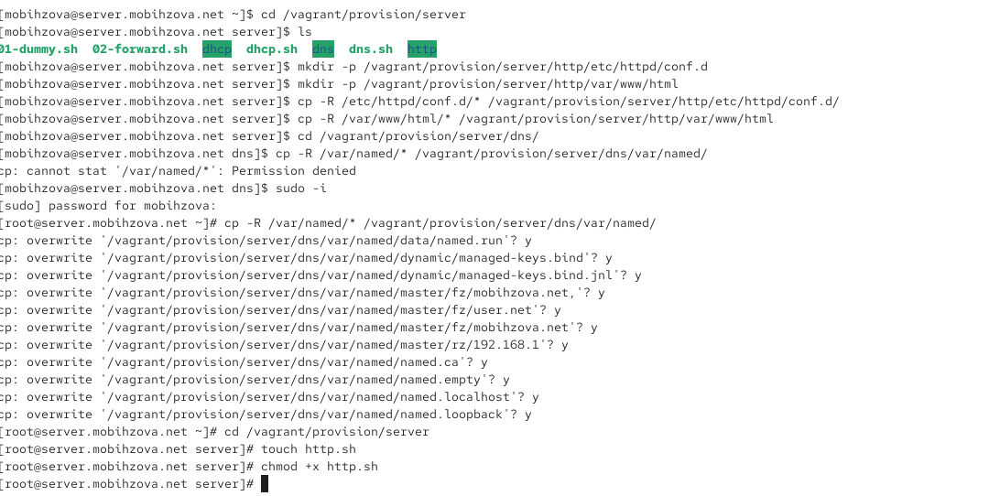 [mobihzova@server.mobihzova.net ~]$ cd /vagrant/provision/server
[mobihzova@server.mobihzova.net server]$ ls
01-dummy.sh  02-forward.sh  dhcp  dhcp.sh  dns  dns.sh  http
[mobihzova@server.mobihzova.net server]$ mkdir -p /vagrant/provision/server/http/etc/httpd/conf.d
[mobihzova@server.mobihzova.net server]$ mkdir -p /vagrant/provision/server/http/var/www/html
[mobihzova@server.mobihzova.net server]$ cp -R /etc/httpd/conf.d/* /vagrant/provision/server/http/etc/httpd/conf.d/
[mobihzova@server.mobihzova.net server]$ cp -R /var/www/html/* /vagrant/provision/server/http/var/www/html
[mobihzova@server.mobihzova.net server]$ cd /vagrant/provision/server/dns/
[mobihzova@server.mobihzova.net dns]$ cp -R /var/named/* /vagrant/provision/server/dns/var/named/
cp: cannot stat '/var/named/*': Permission denied
[mobihzova@server.mobihzova.net dns]$ sudo -i
[sudo] password for mobihzova:
[root@server.mobihzova.net ~]# cp -R /var/named/* /vagrant/provision/server/dns/var/named/
cp: overwrite '/vagrant/provision/server/dns/var/named/data/named.run'? y
cp: overwrite '/vagrant/provision/server/dns/var/named/dynamic/managed-keys.bind'? y
cp: overwrite '/vagrant/provision/server/dns/var/named/dynamic/managed-keys.bind.jnl'? y
cp: overwrite '/vagrant/provision/server/dns/var/named/master/fz/mobihzova.net,'? y
cp: overwrite '/vagrant/provision/server/dns/var/named/master/fz/user.net'? y
cp: overwrite '/vagrant/provision/server/dns/var/named/master/fz/mobihzova.net'? y
cp: overwrite '/vagrant/provision/server/dns/var/named/master/rz/192.168.1'? y
cp: overwrite '/vagrant/provision/server/dns/var/named/named.ca'? y
cp: overwrite '/vagrant/provision/server/dns/var/named/named.empty'? y
cp: overwrite '/vagrant/provision/server/dns/var/named/named.localhost'? y
cp: overwrite '/vagrant/provision/server/dns/var/named/named.loopback'? y
[root@server.mobihzova.net ~]# cd /vagrant/provision/server
[root@server.mobihzova.net server]# touch http.sh
[root@server.mobihzova.net server]# chmod +x http.sh
[root@server.mobihzova.net server]#